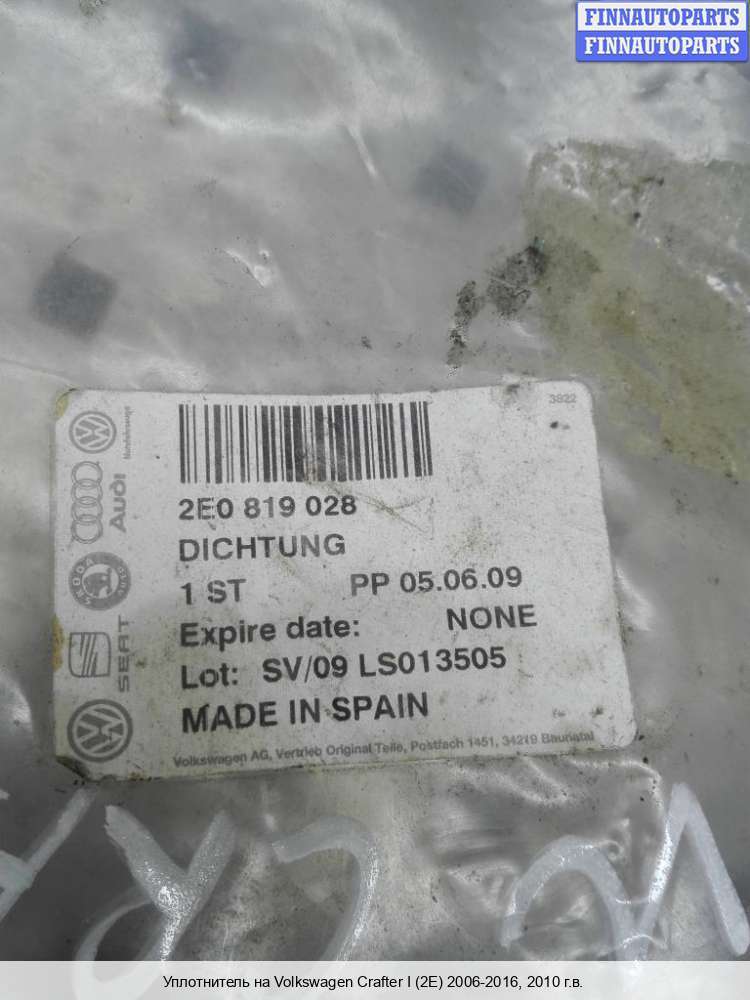 FINNAUTOPARTS
FINNAUTOPARTS
3822
Audi
SKODA
SEAT
2E0 819 028
DICHTUNG
1 ST PP 05.06.09
Expire date: NONE
Lot: SV/09 LS013505
MADE IN SPAIN
Volkswagen AG, Vertrieb Original Teile, Postfach 1451, 34219 Baunatal
Уплотнитель на Volkswagen Crafter I (2E) 2006-2016, 2010 г.в.